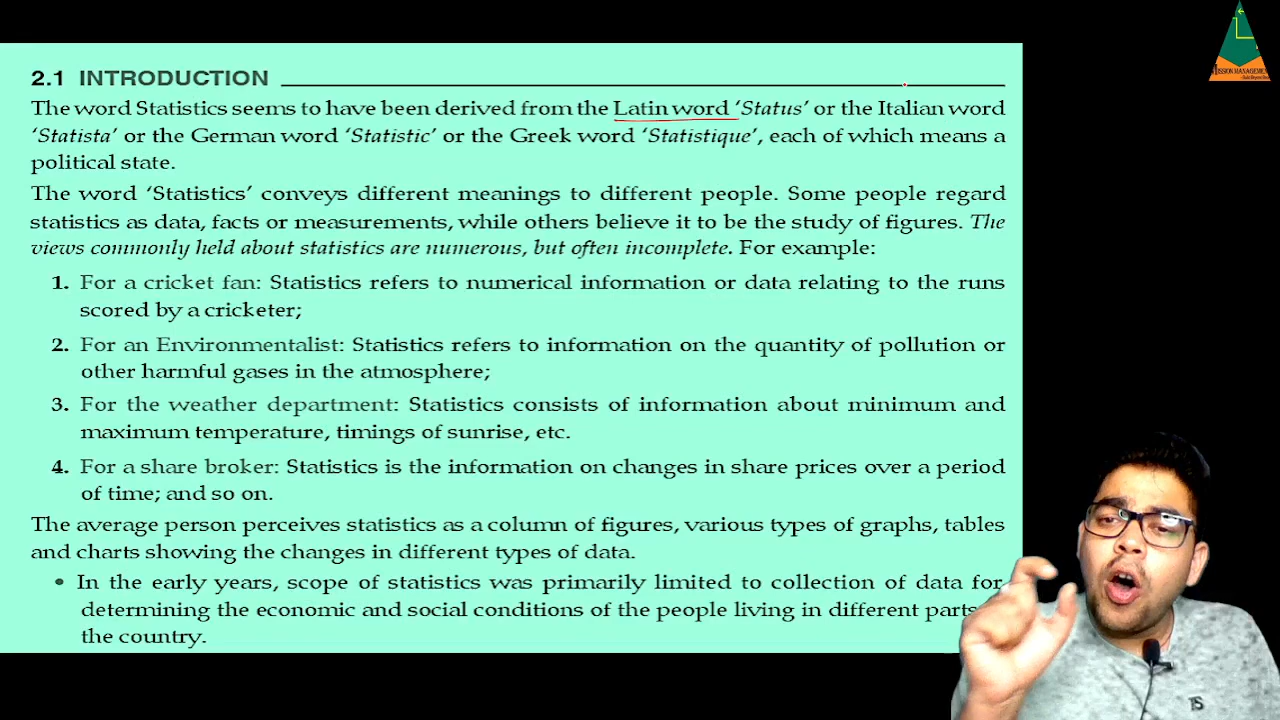 2.1 INTRODUCTION
The word Statistics seems to have been derived from the Latin word ‘Status’ or the Italian word
‘Statista’ or the German word ‘Statistic’ or the Greek word ‘Statistique’, each of which means a
political state.
The word ‘Statistics’ conveys different meanings to different people. Some people regard
statistics as data, facts or measurements, while others believe it to be the study of figures. The
views commonly held about statistics are numerous, but often incomplete. For example:
1. For a cricket fan: Statistics refers to numerical information or data relating to the runs
scored by a cricketer;
2. For an Environmentalist: Statistics refers to information on the quantity of pollution or
other harmful gases in the atmosphere;
3. For the weather department: Statistics consists of information about minimum and
maximum temperature, timings of sunrise, etc.
4. For a share broker: Statistics is the information on changes in share prices over a period
of time; and so on.
The average person perceives statistics as a column of figures, various types of graphs, tables
and charts showing the changes in different types of data.
• In the early years, scope of statistics was primarily limited to collection of data for
determining the economic and social conditions of the people living in different parts
the country.
MISSION MANAGEMENT